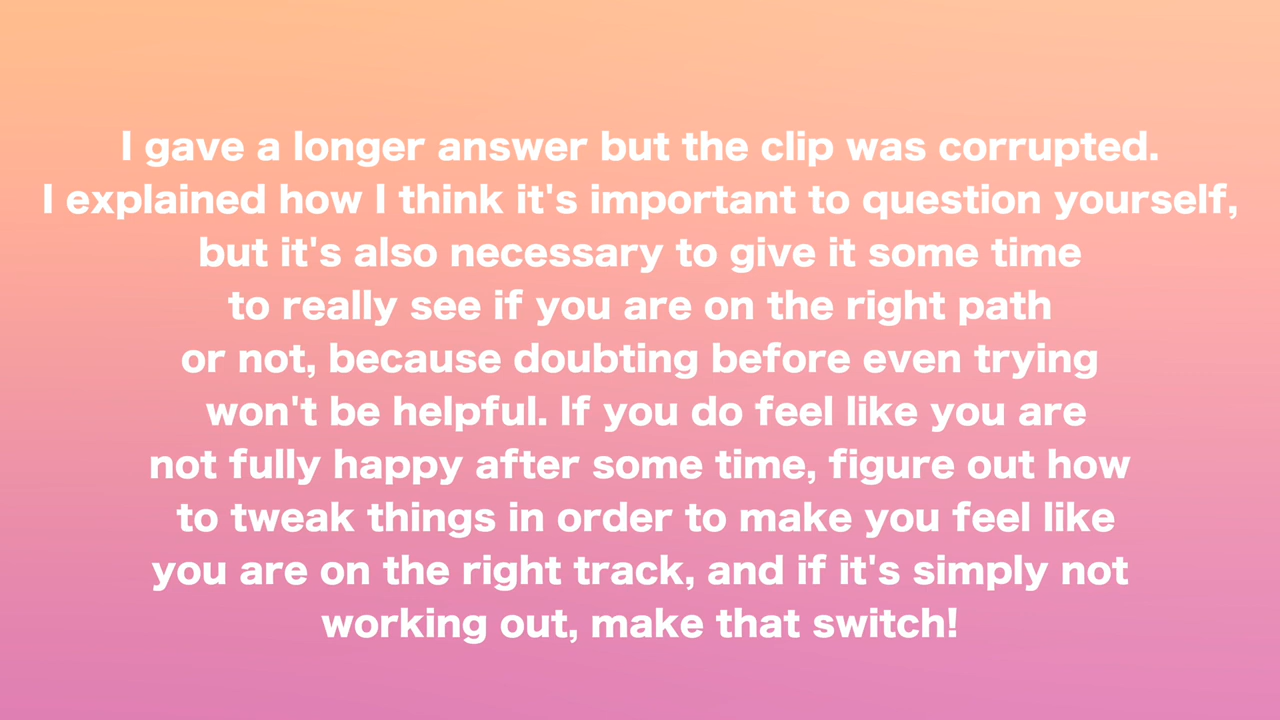 I gave a longer answer but the clip was corrupted.
I explained how I think it's important to question yourself,
but it's also necessary to give it some time
to really see if you are on the right path
or not, because doubting before even trying
won't be helpful. If you do feel like you are
not fully happy after some time, figure out how
to tweak things in order to make you feel like
you are on the right track, and if it's simply not
working out, make that switch!